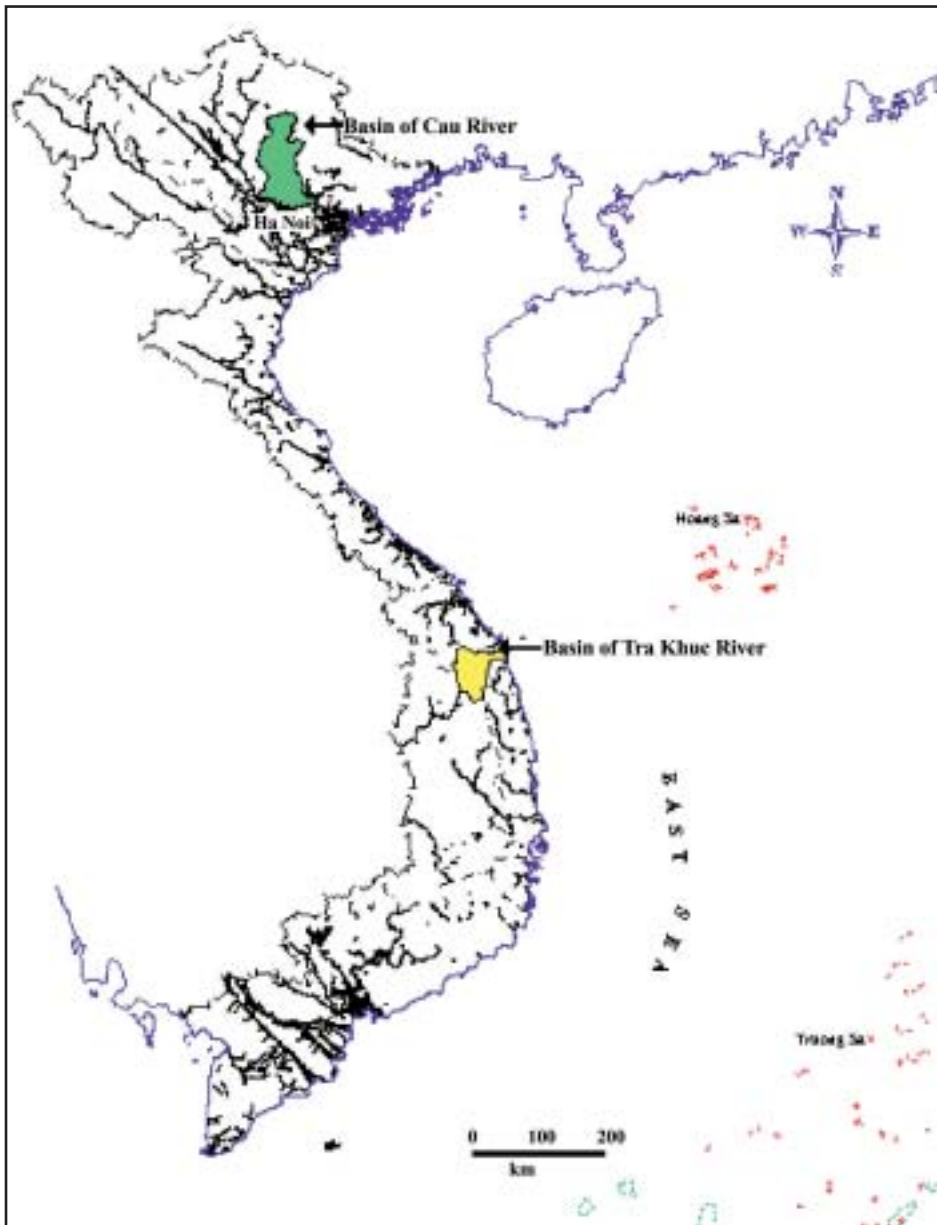 Basin of Cau River
Ha Noi
N
W E
S
Hoang Sa
Basin of Tra Khuc River
EAST SEA
Truong Sa
0 100 200
km